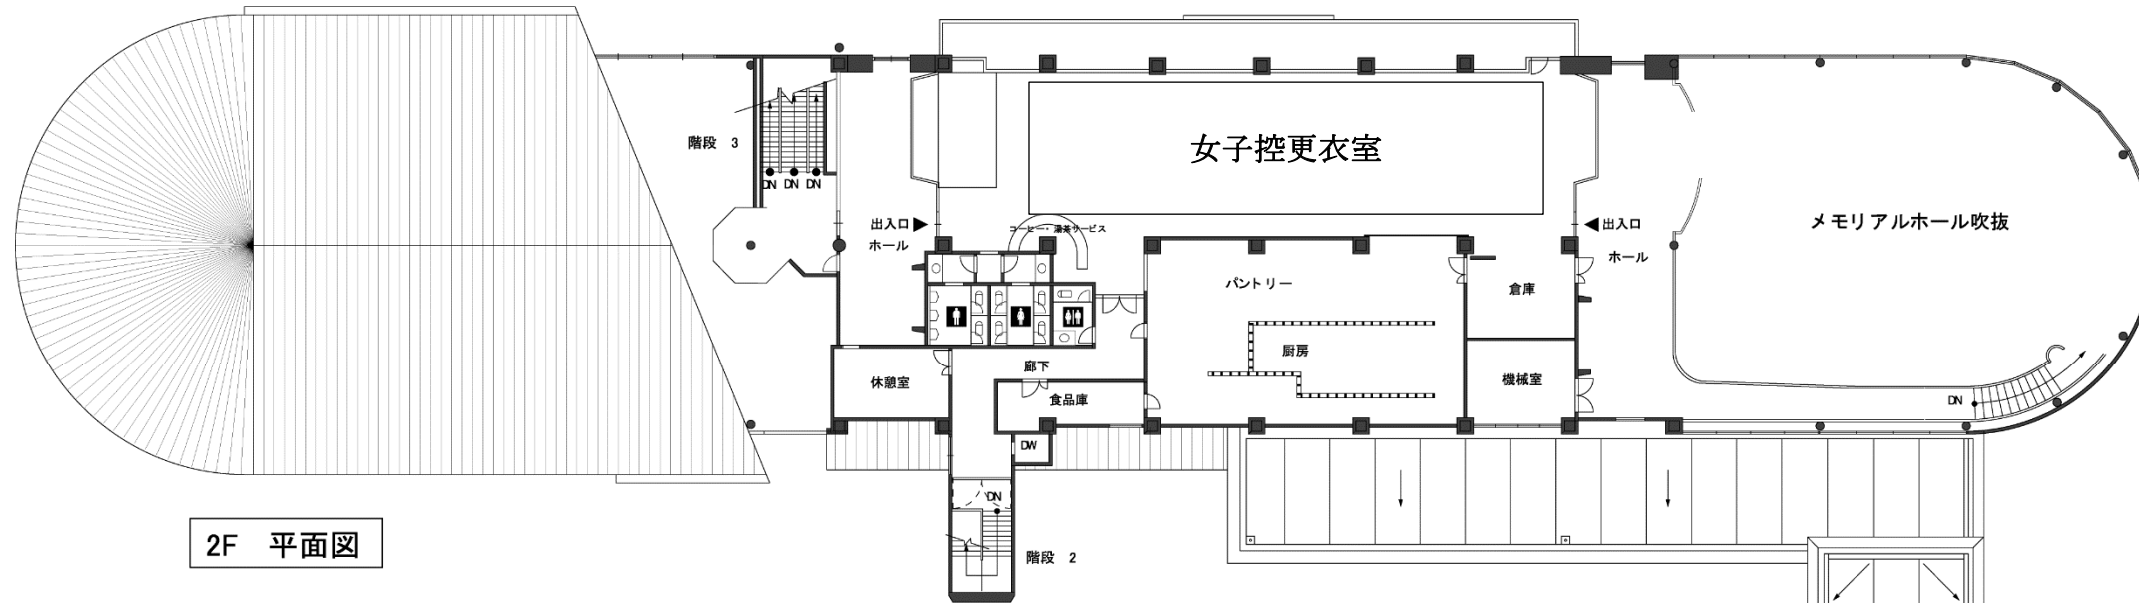 階段 3
女子控更衣室
DN DN DN
出入口
ホール
コーヒー・湯茶サービス
出入口
ホール
メモリアルホール吹抜
パントリー
倉庫
厨房
廊下
休憩室
機械室
食品庫
DN
DW
DN
階段 2
2F 平面図